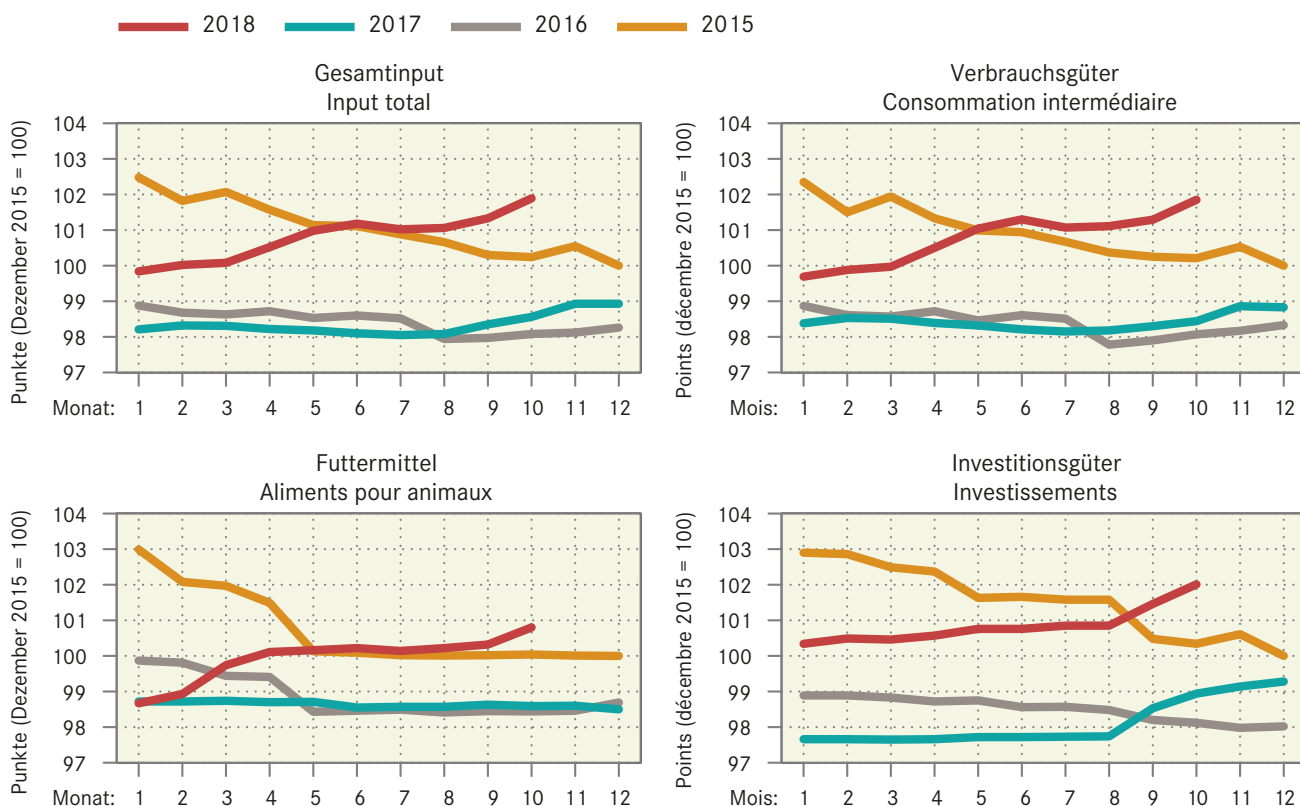 2018 2017 2016 2015
Gesamtinput
Input total
Punkte (Dezember 2015 = 100)
104
103
102
101
100
99
98
97
Monat: 1 2 3 4 5 6 7 8 9 10 11 12
Verbrauchsgüter
Consommation intermédiaire
Points (décembre 2015 = 100)
104
103
102
101
100
99
98
97
Mois: 1 2 3 4 5 6 7 8 9 10 11 12
Futtermittel
Aliments pour animaux
Punkte (Dezember 2015 = 100)
104
103
102
101
100
99
98
97
Monat: 1 2 3 4 5 6 7 8 9 10 11 12
Investitionsgüter
Investissements
Points (décembre 2015 = 100)
104
103
102
101
100
99
98
97
Mois: 1 2 3 4 5 6 7 8 9 10 11 12